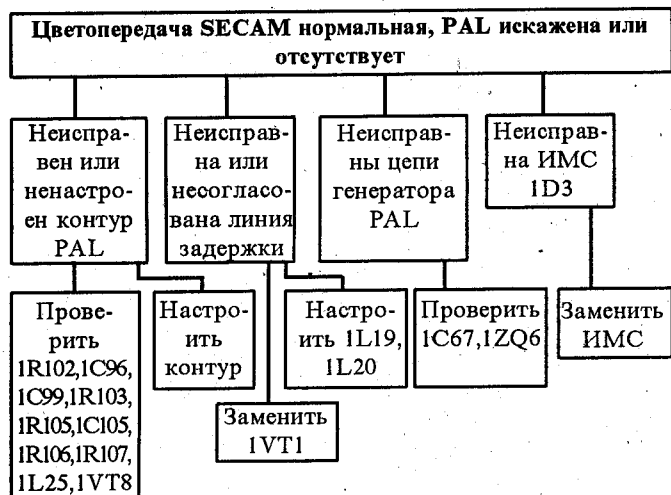 Цветопередача SECAM нормальная, PAL искажена или
отсутствует
Неиспра-
вен или
ненастро-
ен контур
PAL
Неисправ-
на или
несогласо-
вана линия
задержки
Неисправ-
ны цепи
генератора
PAL
Неисправ-
на ИМС
1D3
Прове-
рить
1R102,1C96,
1C99,1R103,
1R105,1C105,
1R106,1R107,
1L25,1VT8
Настро-
ить
контур
Заменить
1VT1
Настро-
ить 1L19,
1L20
Проверить
1C67,1ZQ6
Заменить
ИМС